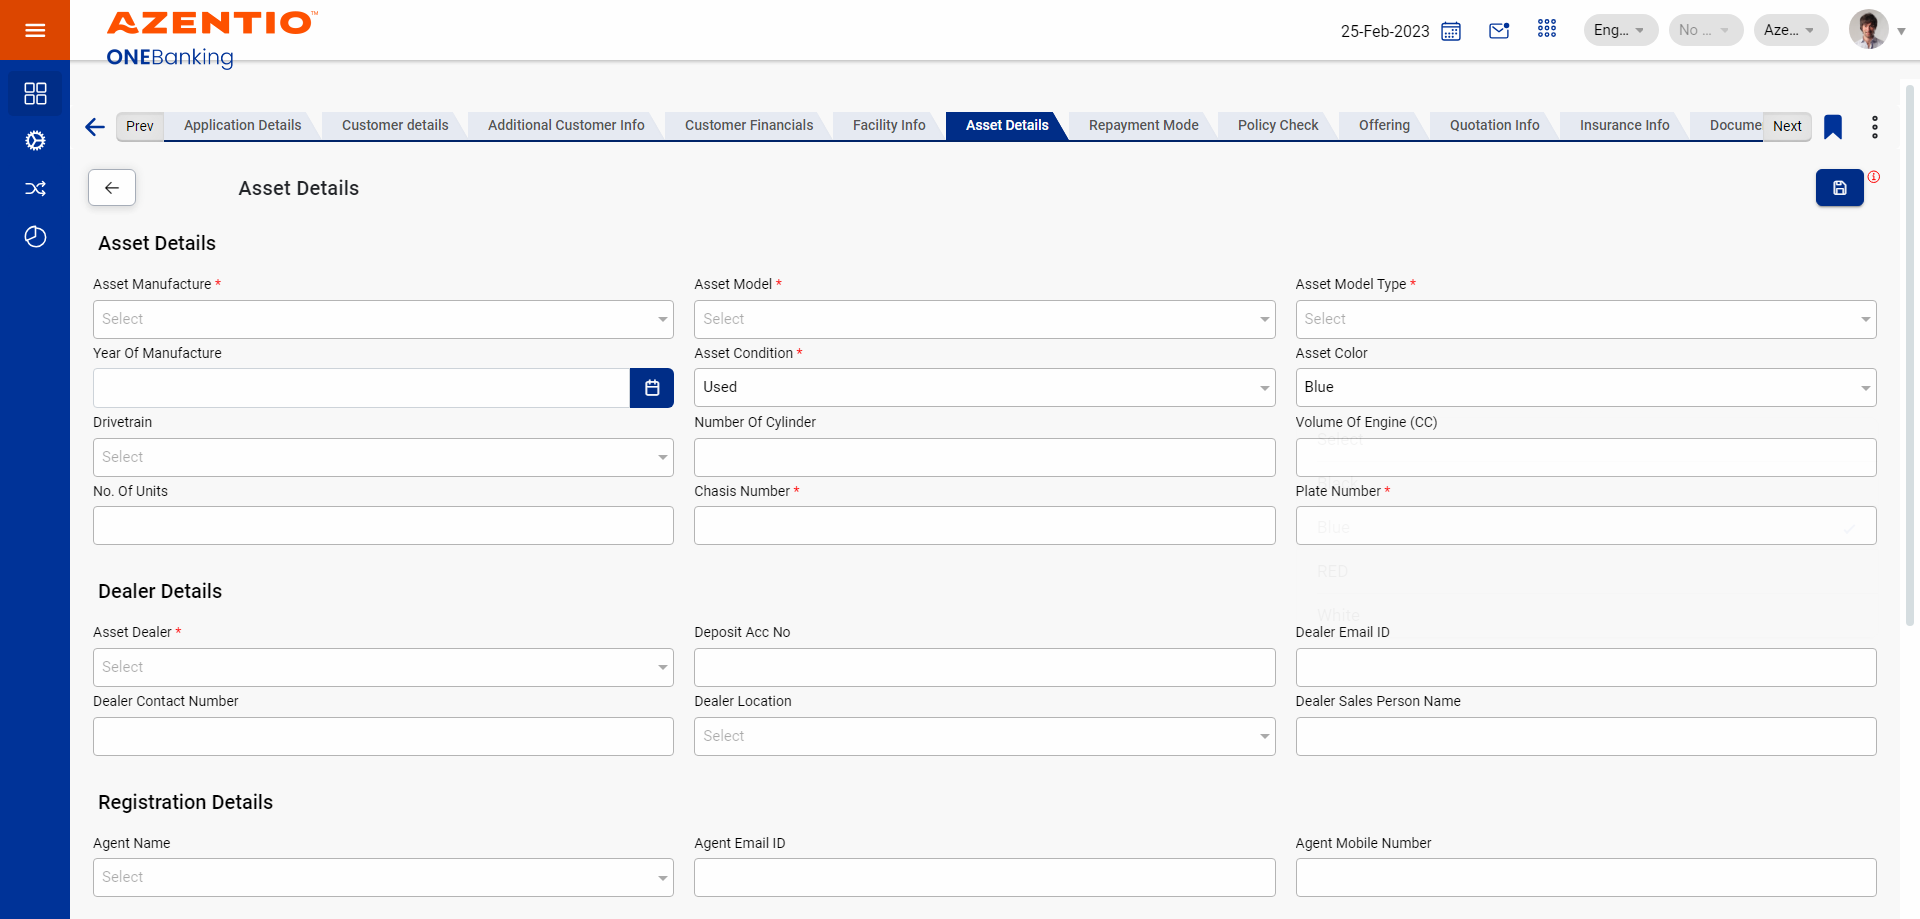 AZENTIO™
ONEBanking
25-Feb-2023
Eng...
No ...
Aze...
Prev
Application Details
Customer details
Additional Customer Info
Customer Financials
Facility Info
Asset Details
Repayment Mode
Policy Check
Offering
Quotation Info
Insurance Info
Docume
Next
Asset Details
Asset Details
Asset Manufacture *
Asset Model *
Asset Model Type *
Select
Select
Select
Year Of Manufacture
Asset Condition *
Asset Color
Used
Blue
Drivetrain
Number Of Cylinder
Volume Of Engine (CC)
Select
Select
No. Of Units
Chasis Number *
Plate Number *
Blue
RED
White
Dealer Details
Asset Dealer *
Deposit Acc No
Dealer Email ID
Select
Dealer Contact Number
Dealer Location
Dealer Sales Person Name
Select
Registration Details
Agent Name
Agent Email ID
Agent Mobile Number
Select